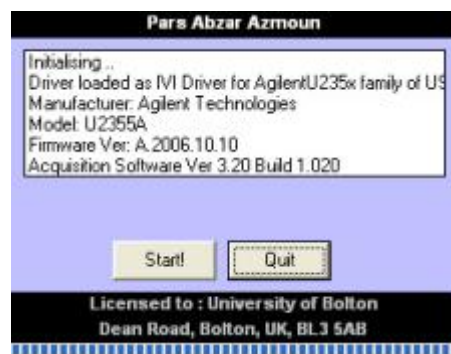 Pars Abzar Azmoun
Initialising ..
Driver loaded as IVI Driver for AgilentU235x family of US
Manufacturer: Agilent Technologies
Model: U2355A
Firmware Ver: A.2006.10.10
Acquisition Software Ver 3.20 Build 1.020
Start!
Quit
Licensed to : University of Bolton
Dean Road, Bolton, UK, BL3 5AB